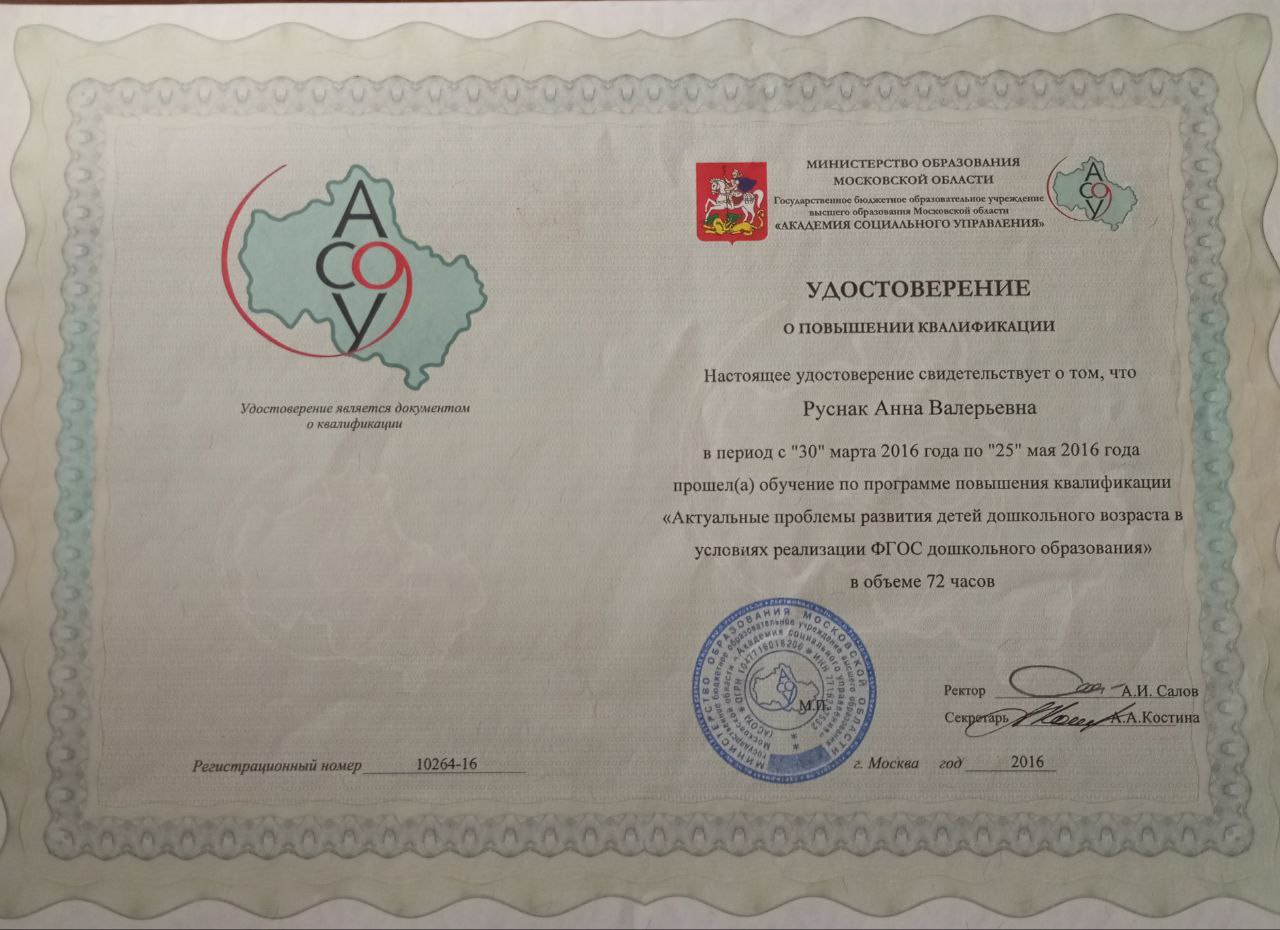 АСОУ
Удостоверение является документом
о квалификации
Регистрационный номер 10264-16
МИНИСТЕРСТВО ОБРАЗОВАНИЯ
МОСКОВСКОЙ ОБЛАСТИ
Государственное бюджетное образовательное учреждение
высшего образования Московской области
«АКАДЕМИЯ СОЦИАЛЬНОГО УПРАВЛЕНИЯ»
АСОУ
УДОСТОВЕРЕНИЕ
О ПОВЫШЕНИИ КВАЛИФИКАЦИИ
Настоящее удостоверение свидетельствует о том, что
Руснак Анна Валерьевна
в период с "30" марта 2016 года по "25" мая 2016 года
прошел(а) обучение по программе повышения квалификации
«Актуальные проблемы развития детей дошкольного возраста в
условиях реализации ФГОС дошкольного образования»
в объеме 72 часов
МИНИСТЕРСТВО ОБРАЗОВАНИЯ МОСКОВСКОЙ ОБЛАСТИ
Государственное бюджетное образовательное учреждение высшего образования
Московской области «Академия социального управления»
(АСОУ) * ОГРН 1047716018200 * ИНН
М.П.
Ректор А.И. Салов
Секретарь А.А.Костина
г. Москва год 2016